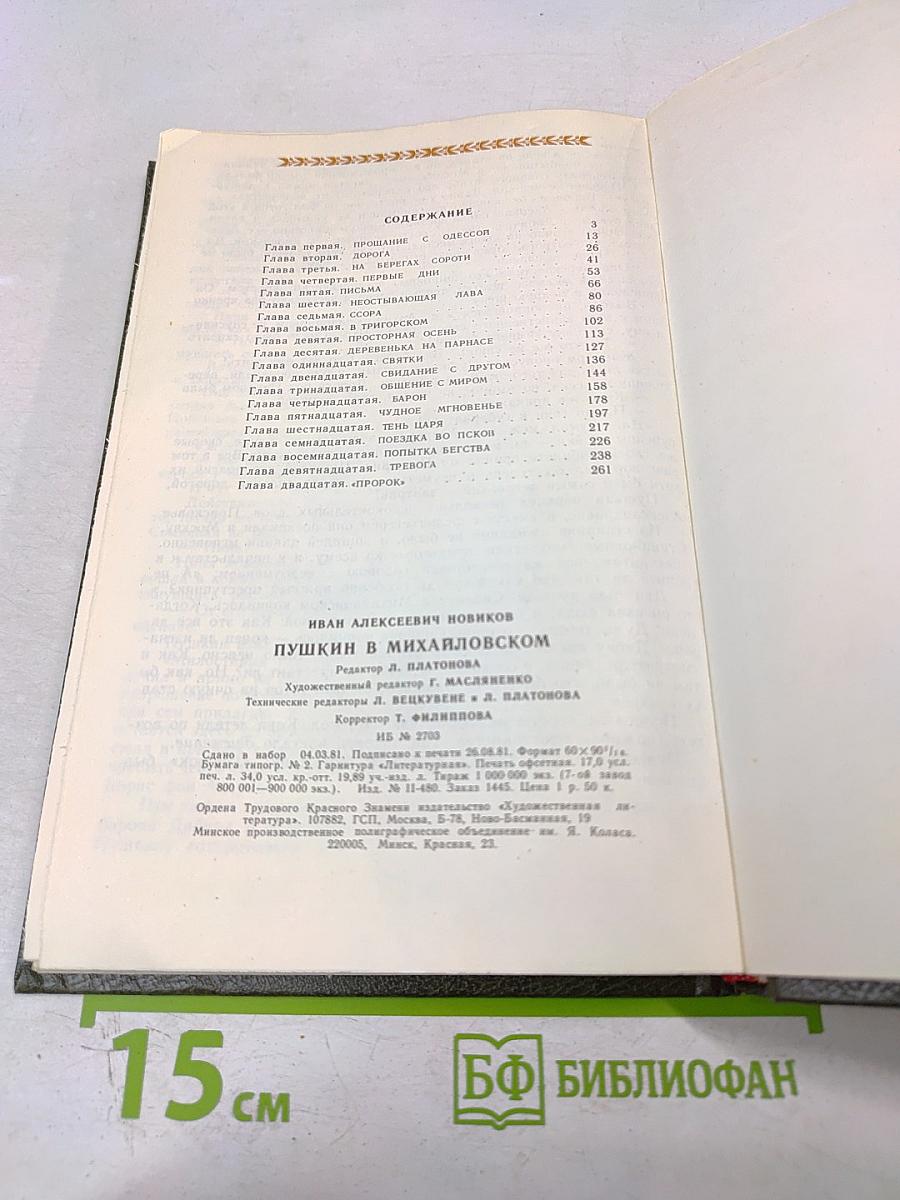 СОДЕРЖАНИЕ
Глава первая. ПРОЩАНИЕ С ОДЕССОЙ 3
Глава вторая. ДОРОГА 13
Глава третья. НА БЕРЕГАХ СОРОТИ 26
Глава четвертая. ПЕРВЫЕ ДНИ 41
Глава пятая. ПИСЬМА 53
Глава шестая. НЕОСТЫВАЮЩАЯ ЛАВА 66
Глава седьмая. ССОРА 80
Глава восьмая. В ТРИГОРСКОМ 86
Глава девятая. ПРОСТОРНАЯ ОСЕНЬ 102
Глава десятая. ДЕРЕВЕНЬКА НА ПАРНАСЕ 113
Глава одиннадцатая. СВЯТКИ 127
Глава двенадцатая. СВИДАНИЕ С ДРУГОМ 136
Глава тринадцатая. ОБЩЕНИЕ С МИРОМ 144
Глава четырнадцатая. БАРОН 158
Глава пятнадцатая. ЧУДНОЕ МГНОВЕНЬЕ 178
Глава шестнадцатая. ТЕНЬ ЦАРЯ 197
Глава семнадцатая. ПОЕЗДКА ВО ПСКОВ 217
Глава восемнадцатая. ПОПЫТКА БЕГСТВА 226
Глава девятнадцатая. ТРЕВОГА 238
Глава двадцатая. «ПРОРОК» 261
ИВАН АЛЕКСЕЕВИЧ НОВИКОВ
ПУШКИН В МИХАЙЛОВСКОМ
Редактор Л. ПЛАТОНОВА
Художественный редактор Г. МАСЛЯНЕНКО
Технические редакторы Л. ВЕЦКУВЕНЕ и Л. ПЛАТОНОВА
Корректор Т. ФИЛИППОВА
ИБ № 2703
Сдано в набор 04.03.81. Подписано к печати 26.08.81. Формат 60×90¹/₁₆.
Бумага типогр. № 2. Гарнитура «Литературная». Печать офсетная. 17,0 усл.
печ. л. 34,0 усл. кр.-отт. 19,89 уч.-изд. л. Тираж 1 000 000 экз. (7-ой завод
800 001—900 000 экз.). Изд. № II-480. Заказ 1445. Цена 1 р. 50 к.
Ордена Трудового Красного Знамени издательство «Художественная ли-
тература». 107882, ГСП, Москва, Б-78, Ново-Басманная, 19
Минское производственное полиграфическое объединение им. Я. Коласа.
220005, Минск, Красная, 23.
15 см
БФ БИБЛИОФАН